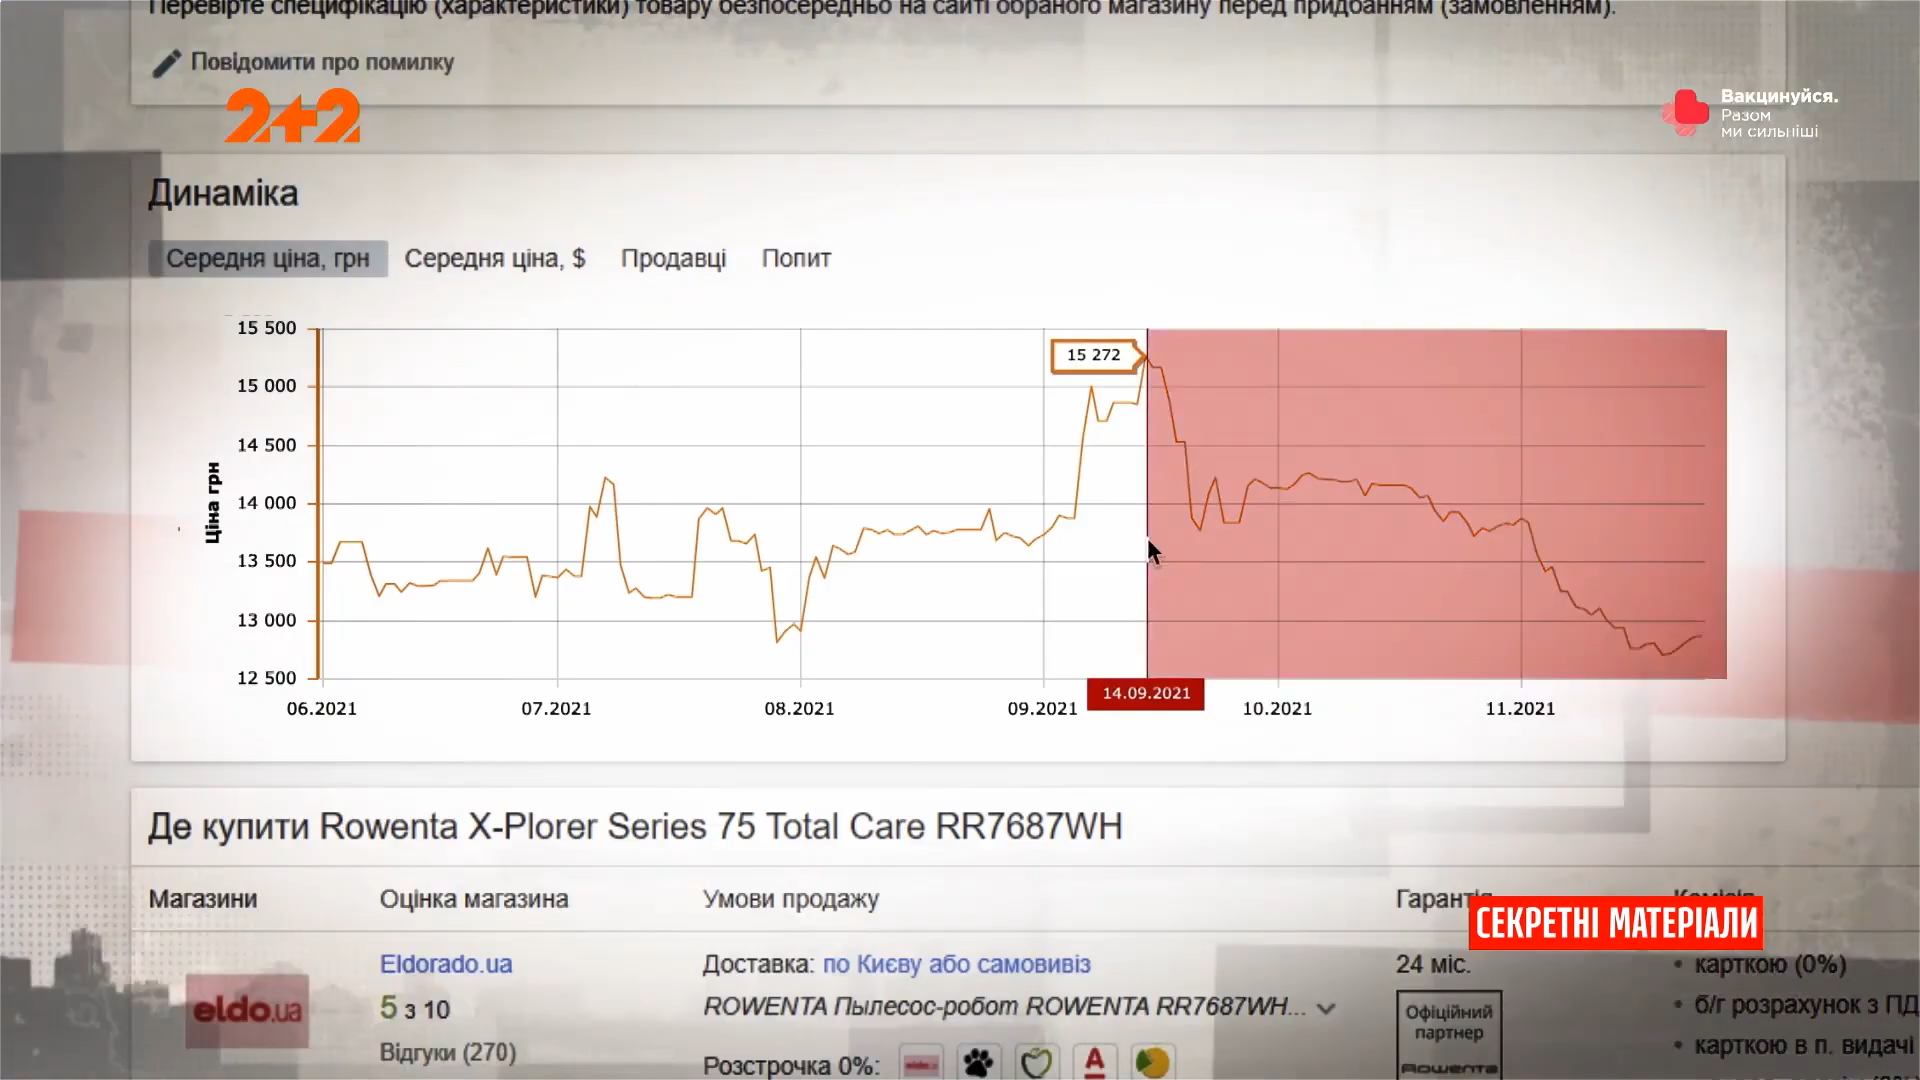 Перевірте специфікацію (характеристики) товару безпосередньо на сайті обраного магазину перед придбанням (замовленням).
Повідомити про помилку
2+2
Вакцинуйся.
Разом
ми сильніші
Динаміка
Середня ціна, грн Середня ціна, $ Продавці Попит
15 500
15 272
15 000
14 500
14 000
13 500
13 000
12 500
Ціна грн
14.09.2021
06.2021 07.2021 08.2021 09.2021 10.2021 11.2021
Де купити Rowenta X-Plorer Series 75 Total Care RR7687WH
Магазини Оцінка магазина Умови продажу
СЕКРЕТНІ МАТЕРІАЛИ
Eldorado.ua Доставка: по Києву або самовивіз 24 міс. • карткою (0%)
eldo.ua 5 з 10 ROWENTA Пылесос-робот ROWENTA RR7687WH... Офіційний партнер • б/г розрахунок з ПД
Відгуки (270) Розстрочка 0%: Rowenta • карткою в п. видачі